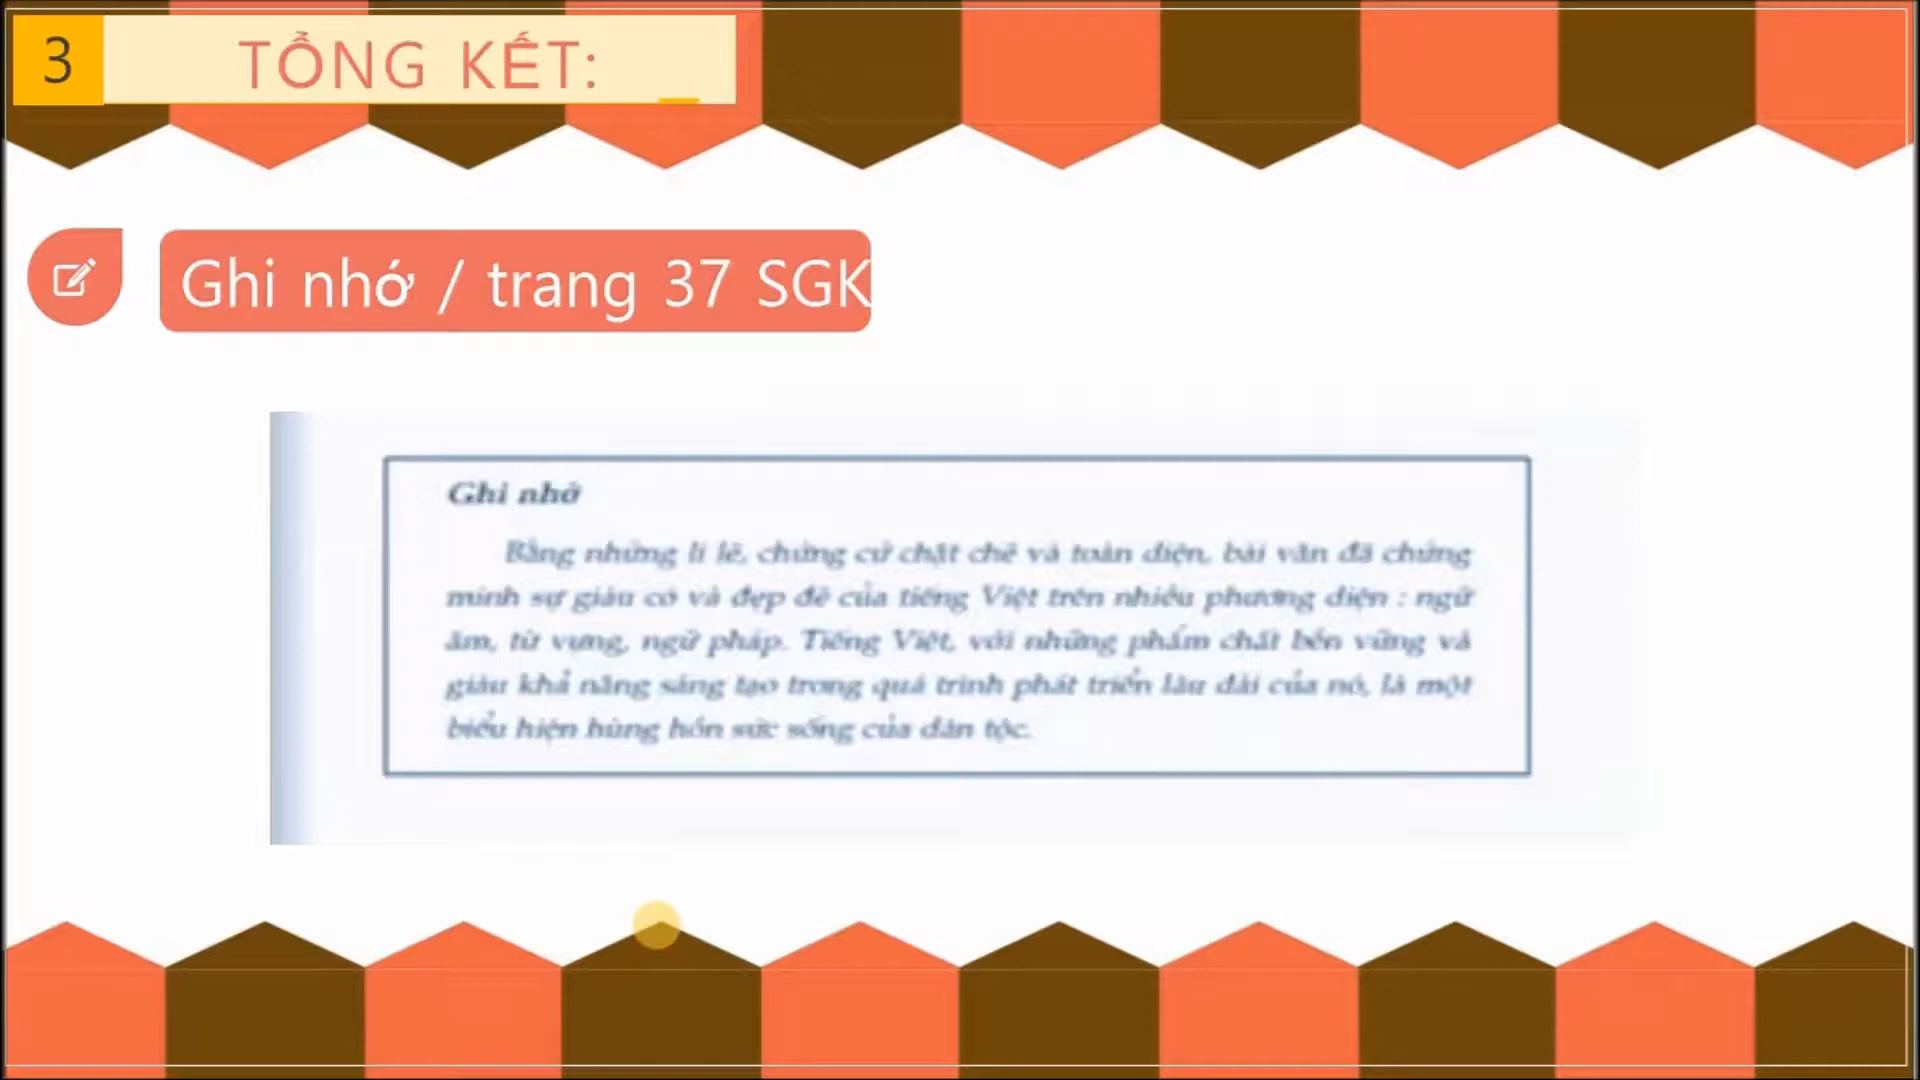 3
TỔNG KẾT:
Ghi nhớ / trang 37 SGK
Ghi nhớ
Bằng những lí lẽ, chứng cứ chặt chẽ và toàn diện, bài văn đã chứng
minh sự giàu có và đẹp đẽ của tiếng Việt trên nhiều phương diện : ngữ
âm, từ vựng, ngữ pháp. Tiếng Việt, với những phẩm chất bền vững và
giàu khả năng sáng tạo trong quá trình phát triển lâu dài của nó, là một
biểu hiện hùng hồn sức sống của dân tộc.